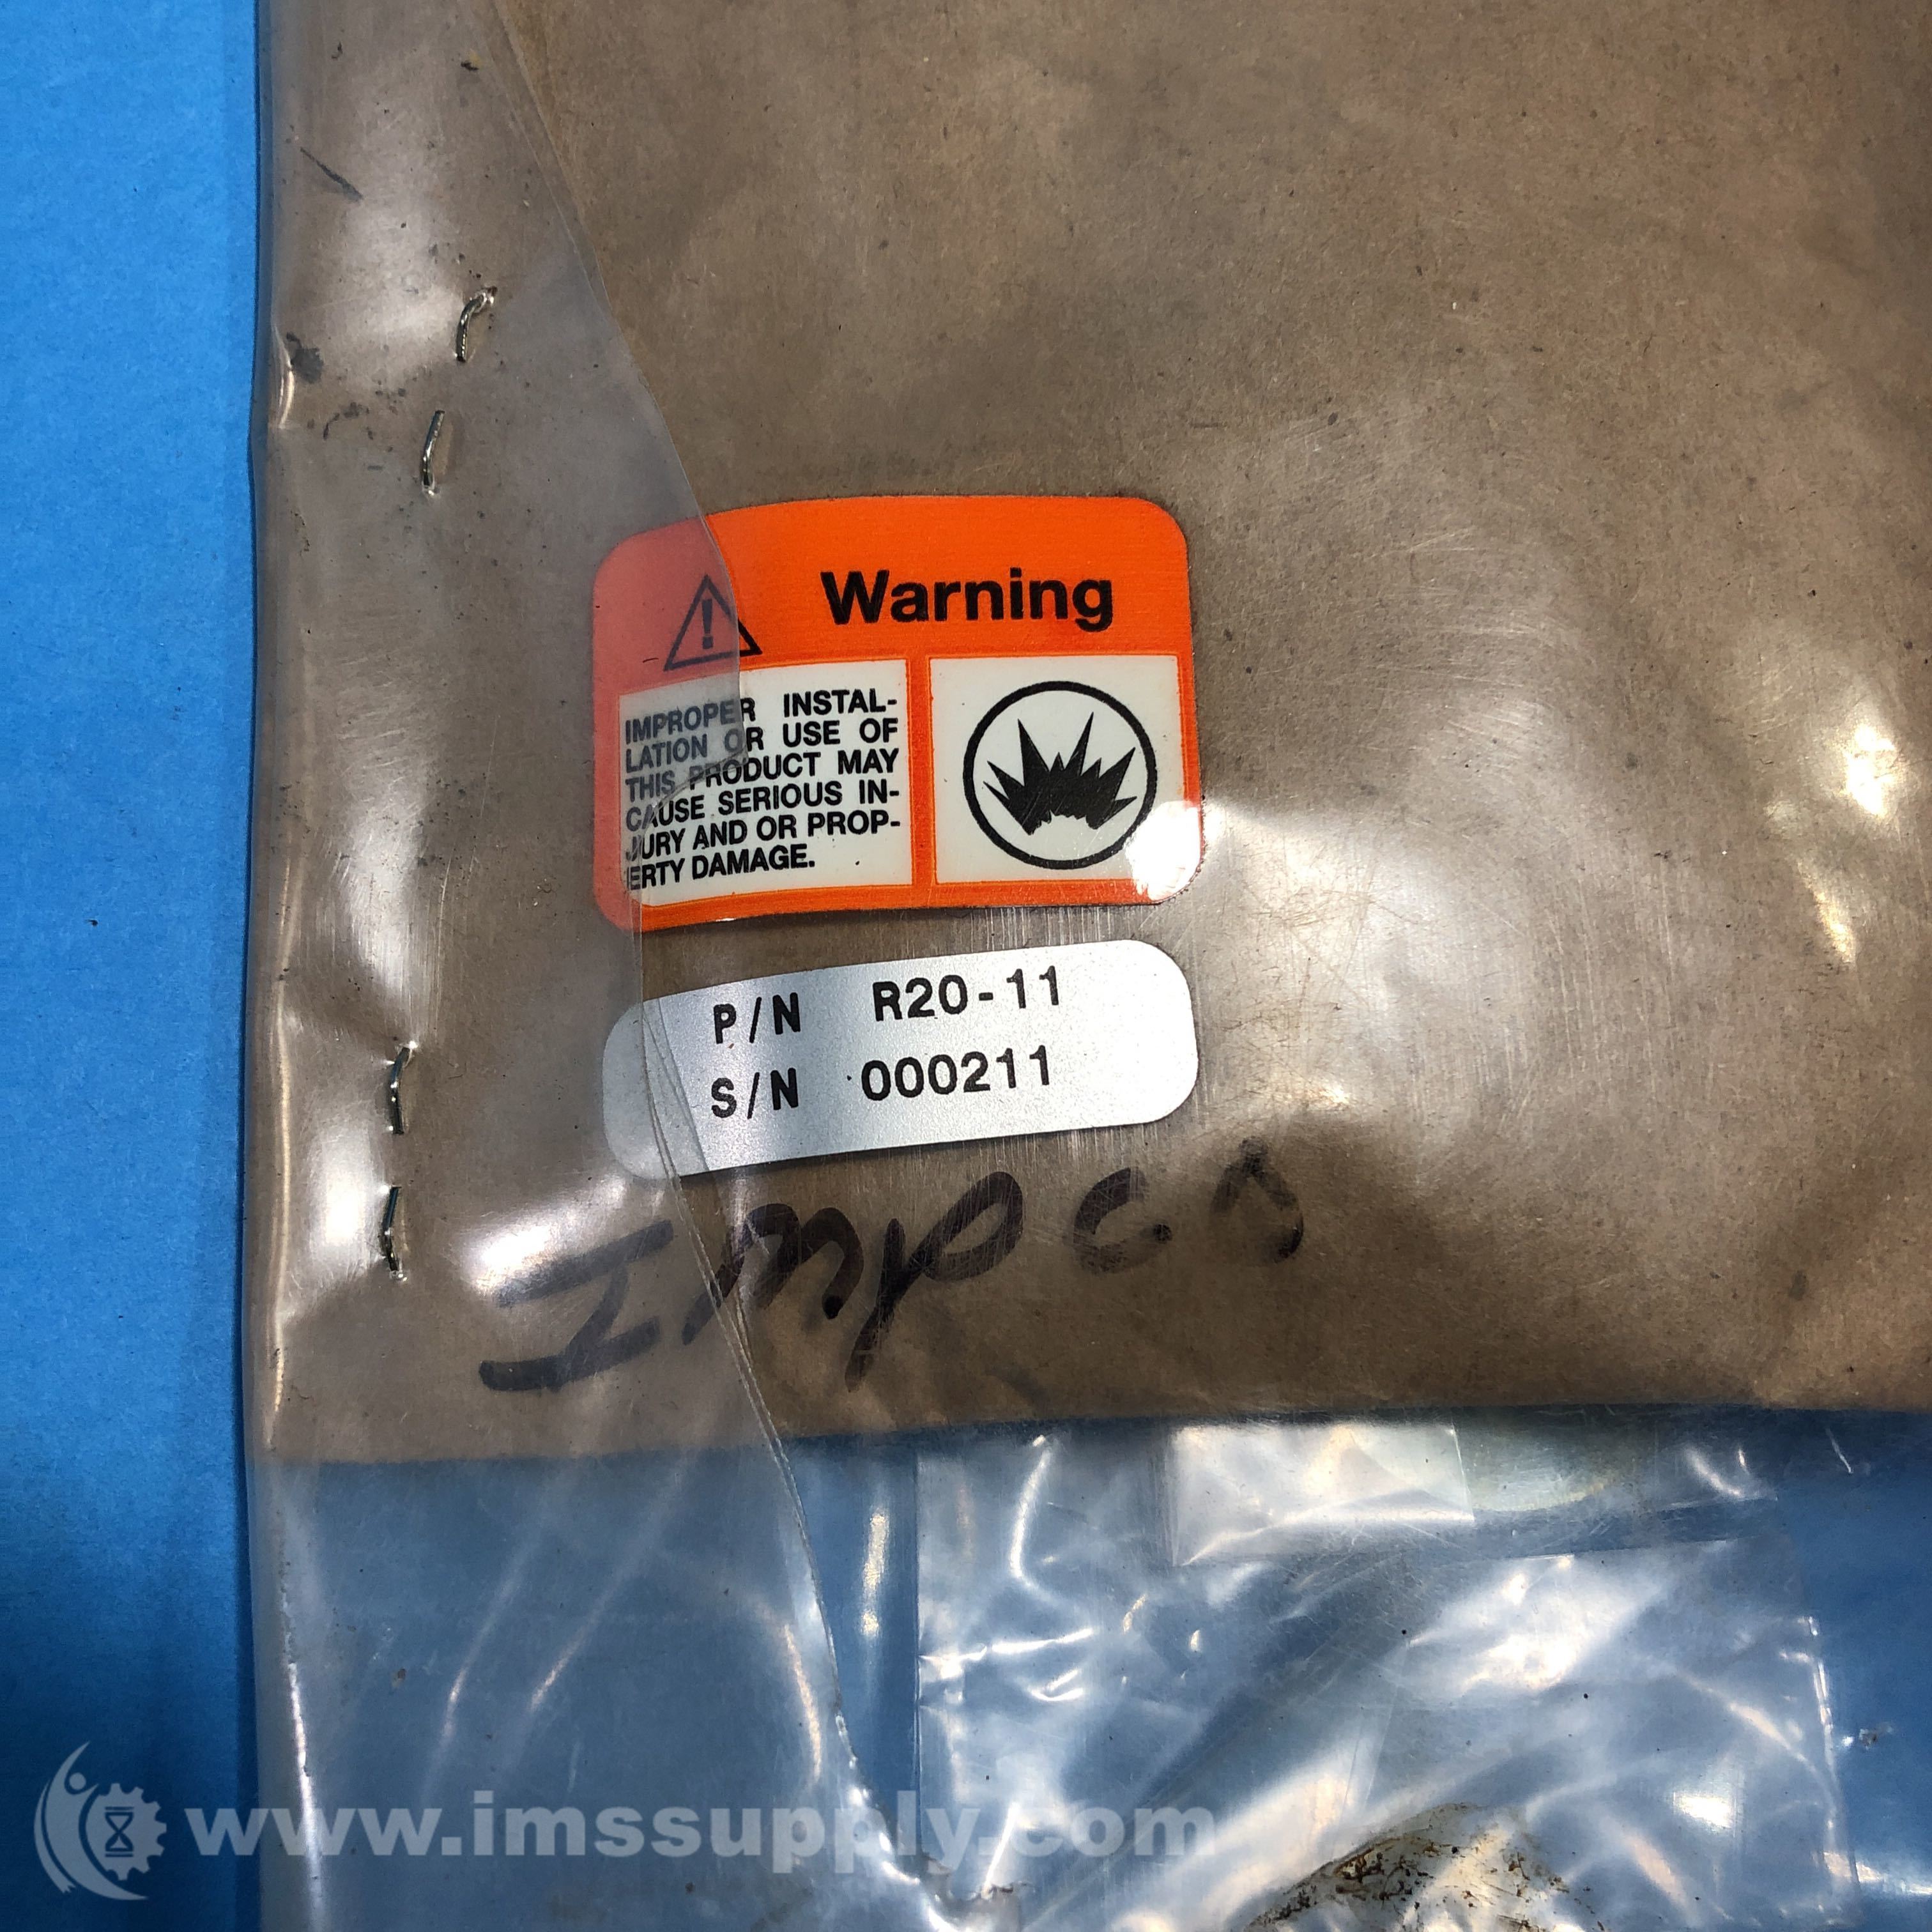 Warning
IMPROPER INSTAL-
LATION OR USE OF
THIS PRODUCT MAY
CAUSE SERIOUS IN-
JURY AND OR PROP-
ERTY DAMAGE.
P/N R20-11
S/N 000211
IMPCO
www.imssupply.com